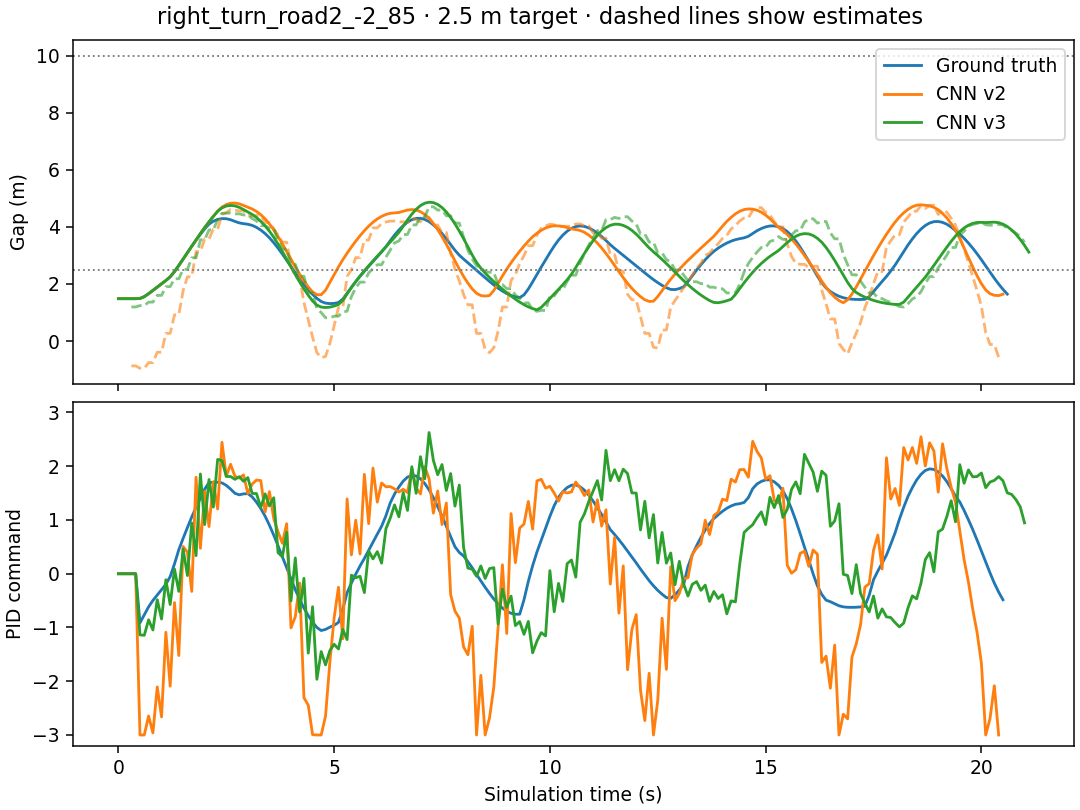 right_turn_road2_-2_85 · 2.5 m target · dashed lines show estimates
Gap (m)
10
8
6
4
2
0
Ground truth
CNN v2
CNN v3
PID command
3
2
1
0
−1
−2
−3
0
5
10
15
20
Simulation time (s)